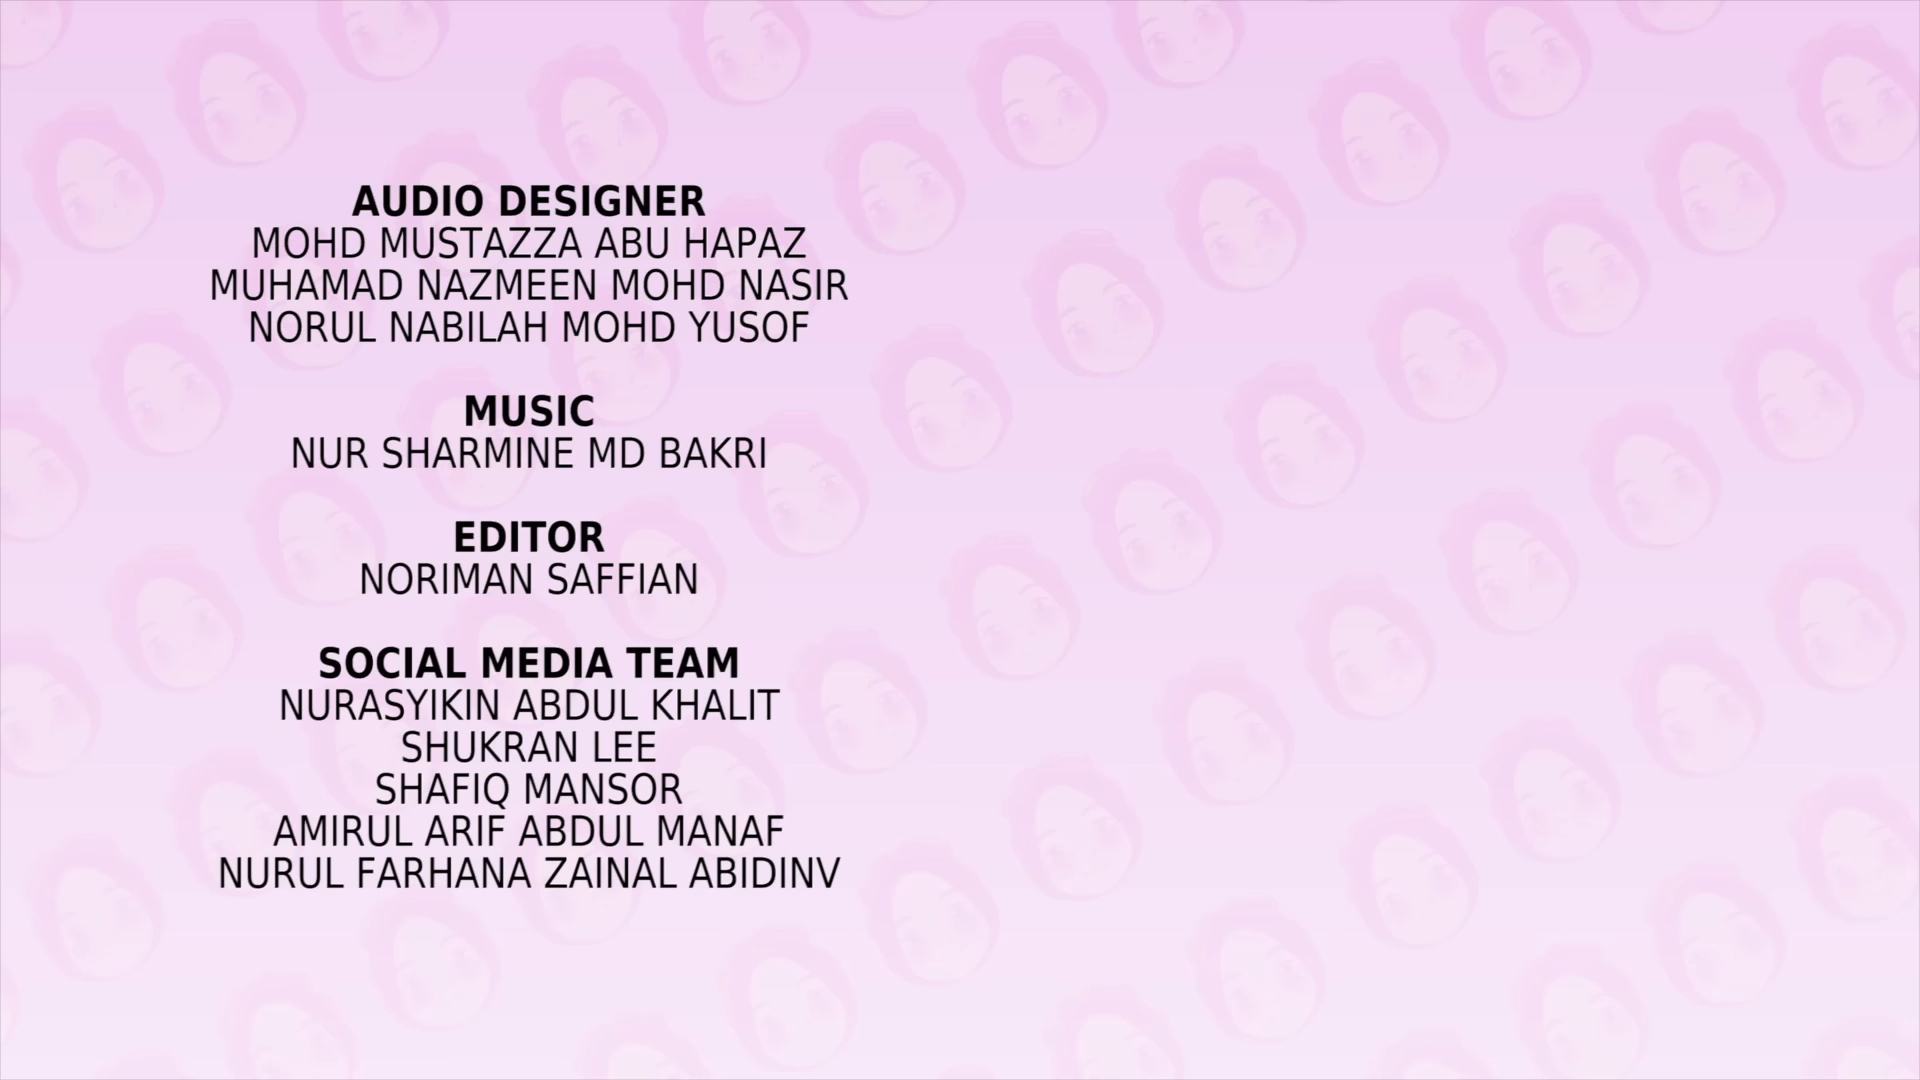 AUDIO DESIGNER
MOHD MUSTAZZA ABU HAPAZ
MUHAMAD NAZMEEN MOHD NASIR
NORUL NABILAH MOHD YUSOF
MUSIC
NUR SHARMINE MD BAKRI
EDITOR
NORIMAN SAFFIAN
SOCIAL MEDIA TEAM
NURASYIKIN ABDUL KHALIT
SHUKRAN LEE
SHAFIQ MANSOR
AMIRUL ARIF ABDUL MANAF
NURUL FARHANA ZAINAL ABIDINV